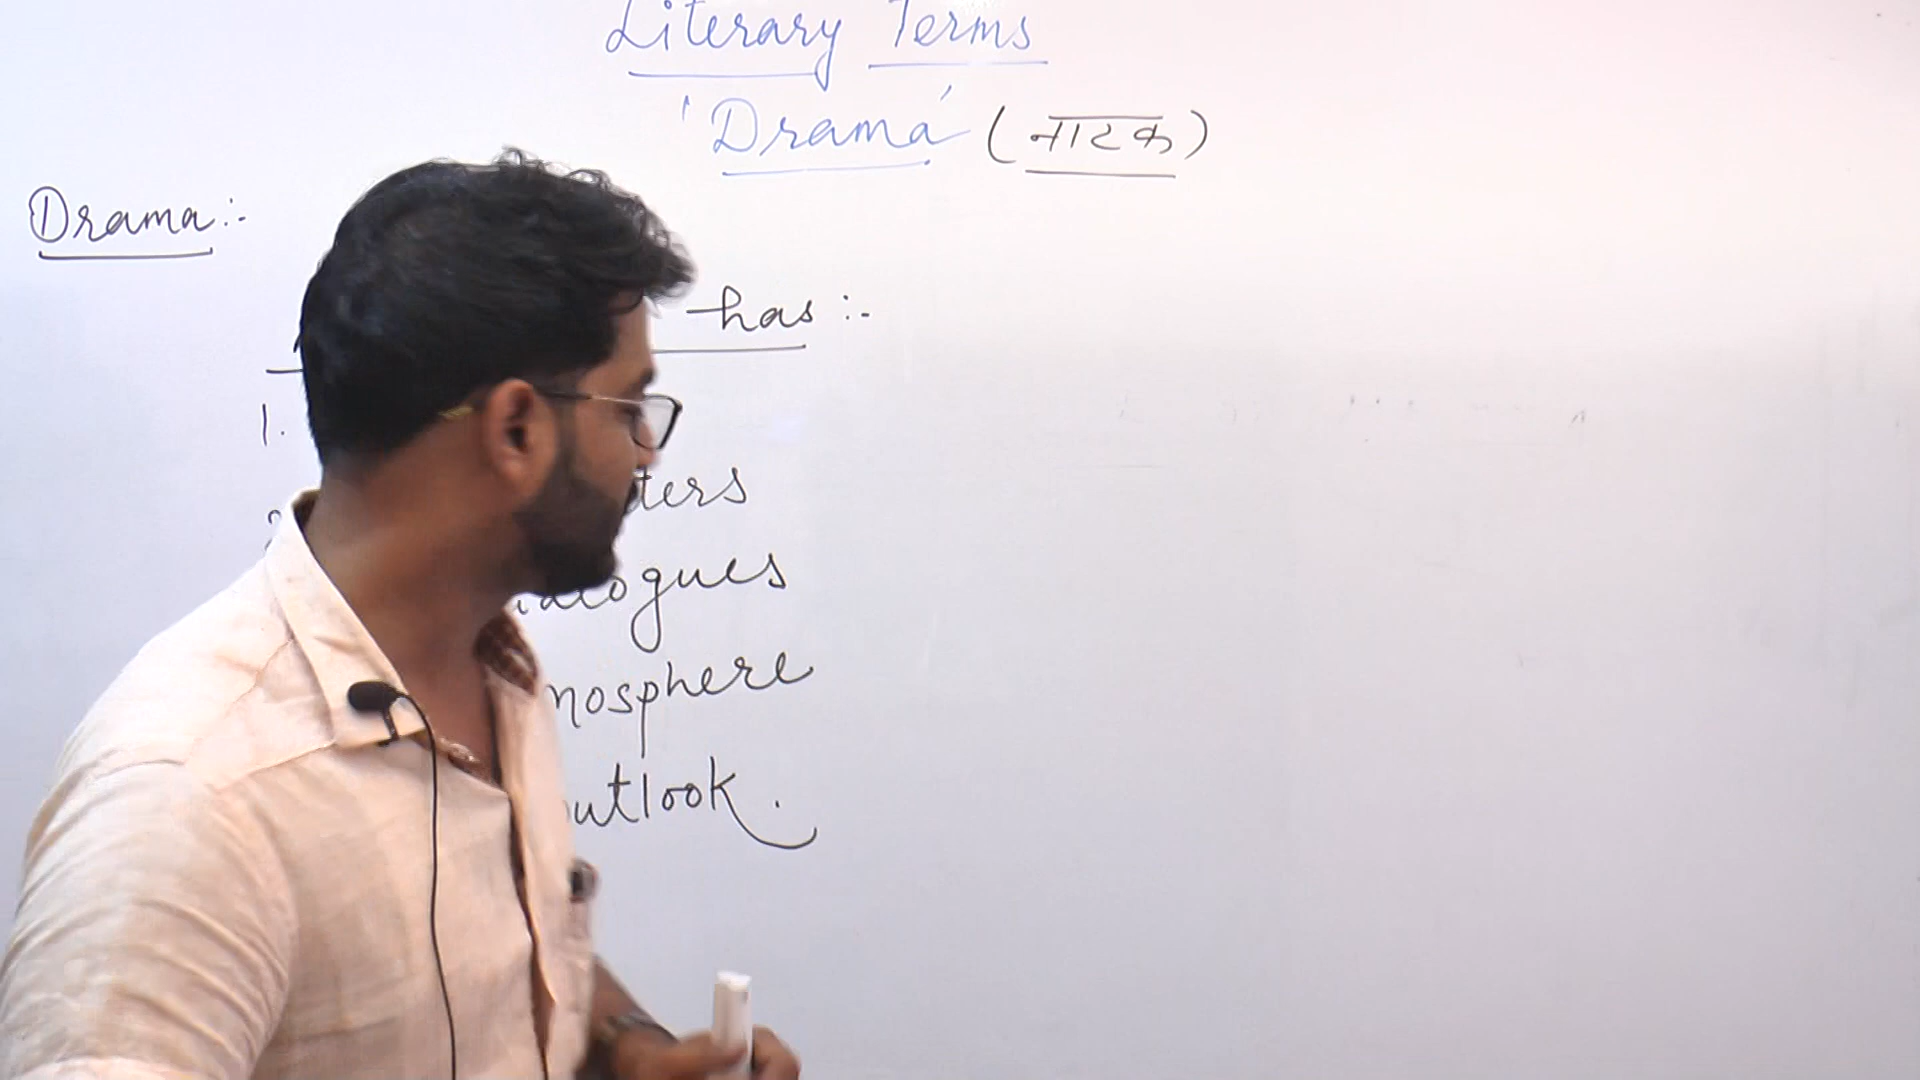 Literary Terms
'Drama' (नाटक)
Drama:-
has :-
1.
ters
alogues
mosphere
utlook.